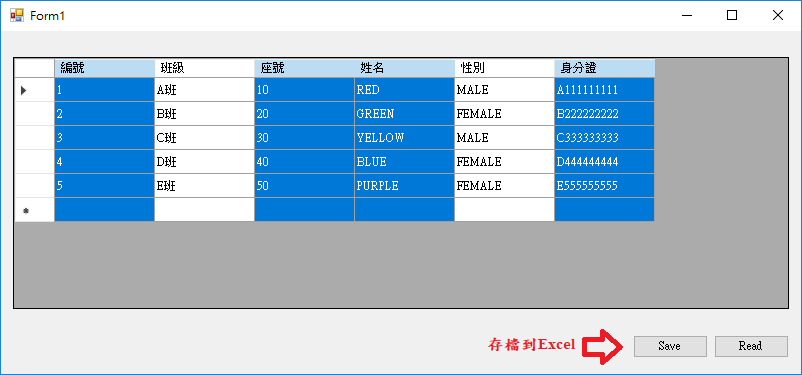 Form1
編號 班級 座號 姓名 性別 身分證
1 A班 10 RED MALE A111111111
2 B班 20 GREEN FEMALE B222222222
3 C班 30 YELLOW MALE C333333333
4 D班 40 BLUE FEMALE D444444444
5 E班 50 PURPLE FEMALE E555555555
存檔到Excel Save Read